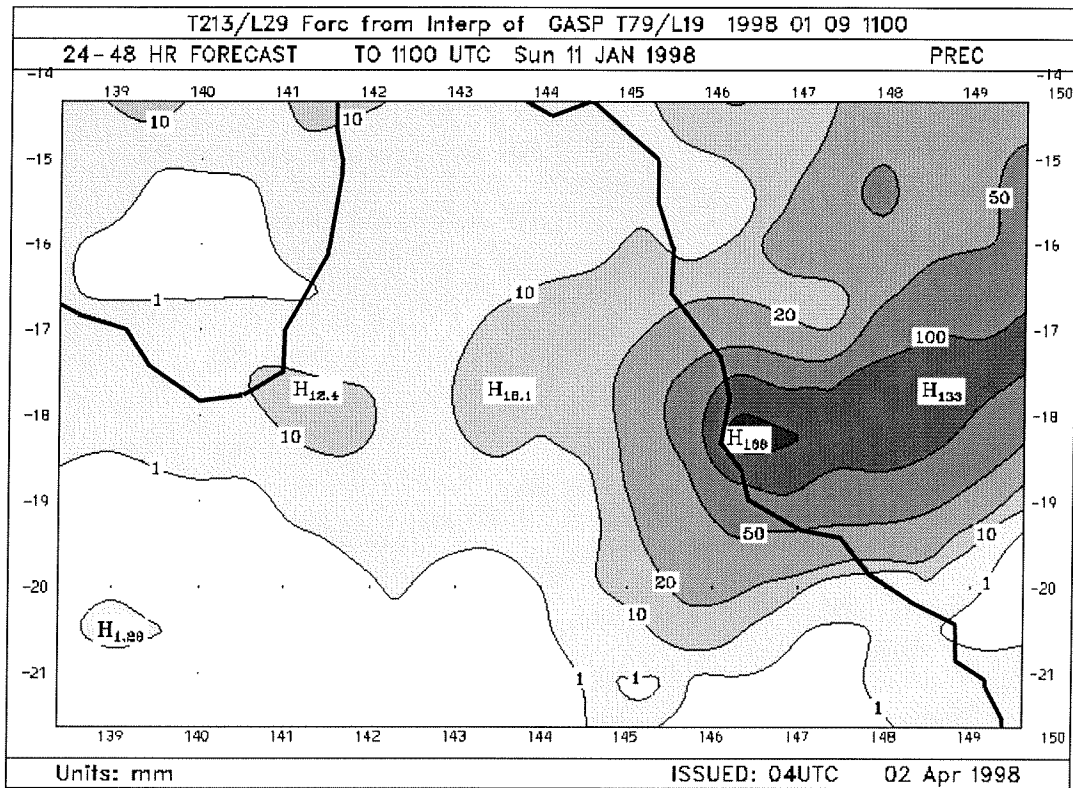 T213/L29 Forc from Interp of GASP T79/L19 1998 01 09 1100
24-48 HR FORECAST TO 1100 UTC Sun 11 JAN 1998 PREC
-14 139 140 141 142 143 144 145 146 147 148 149 150 -14
10 10
-15 -15
50
-16 -16
1 10
20
-17 100 -17
H12.4 H18.1 H133
-18 10 H168 -18
1
-19 -19
50 10
-20 20 1 -20
10
H1.28
-21 1 1 -21
1
139 140 141 142 143 144 145 146 147 148 149 150
Units: mm ISSUED: 04UTC 02 Apr 1998